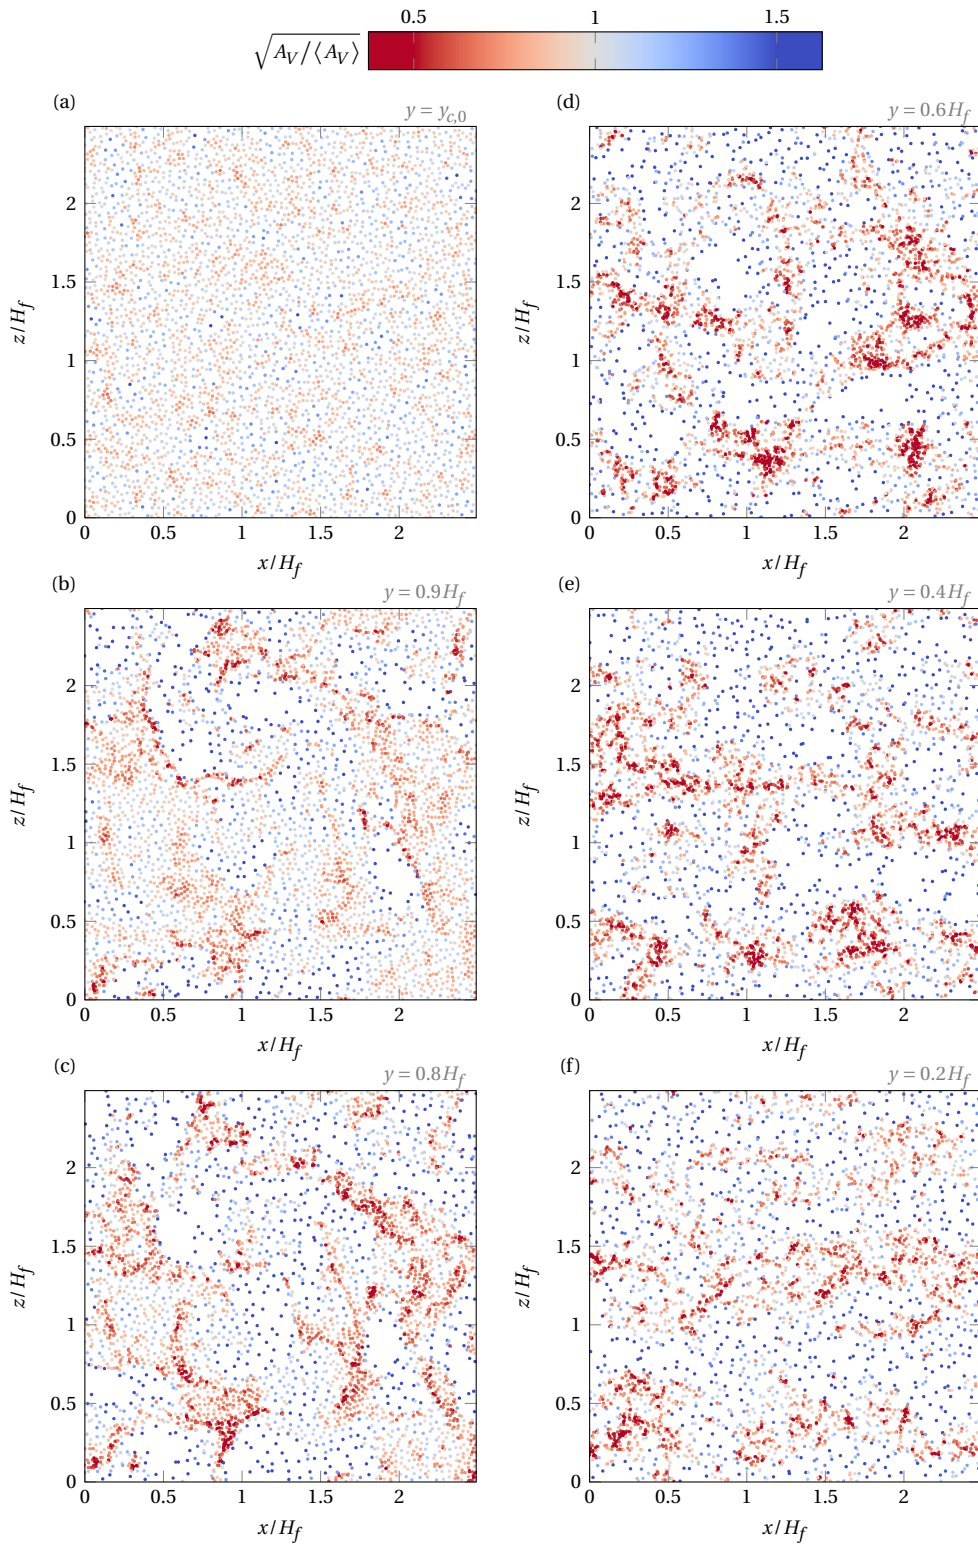 0.5 1 1.5
√A_V/⟨A_V⟩
(a) y = y_c,0
2
1.5
z/H_f
1
0.5
0
0 0.5 1 1.5 2
x/H_f
(d) y = 0.6H_f
2
1.5
z/H_f
1
0.5
0
0 0.5 1 1.5 2
x/H_f
(b) y = 0.9H_f
2
1.5
z/H_f
1
0.5
0
0 0.5 1 1.5 2
x/H_f
(e) y = 0.4H_f
2
1.5
z/H_f
1
0.5
0
0 0.5 1 1.5 2
x/H_f
(c) y = 0.8H_f
2
1.5
z/H_f
1
0.5
0
0 0.5 1 1.5 2
x/H_f
(f) y = 0.2H_f
2
1.5
z/H_f
1
0.5
0
0 0.5 1 1.5 2
x/H_f